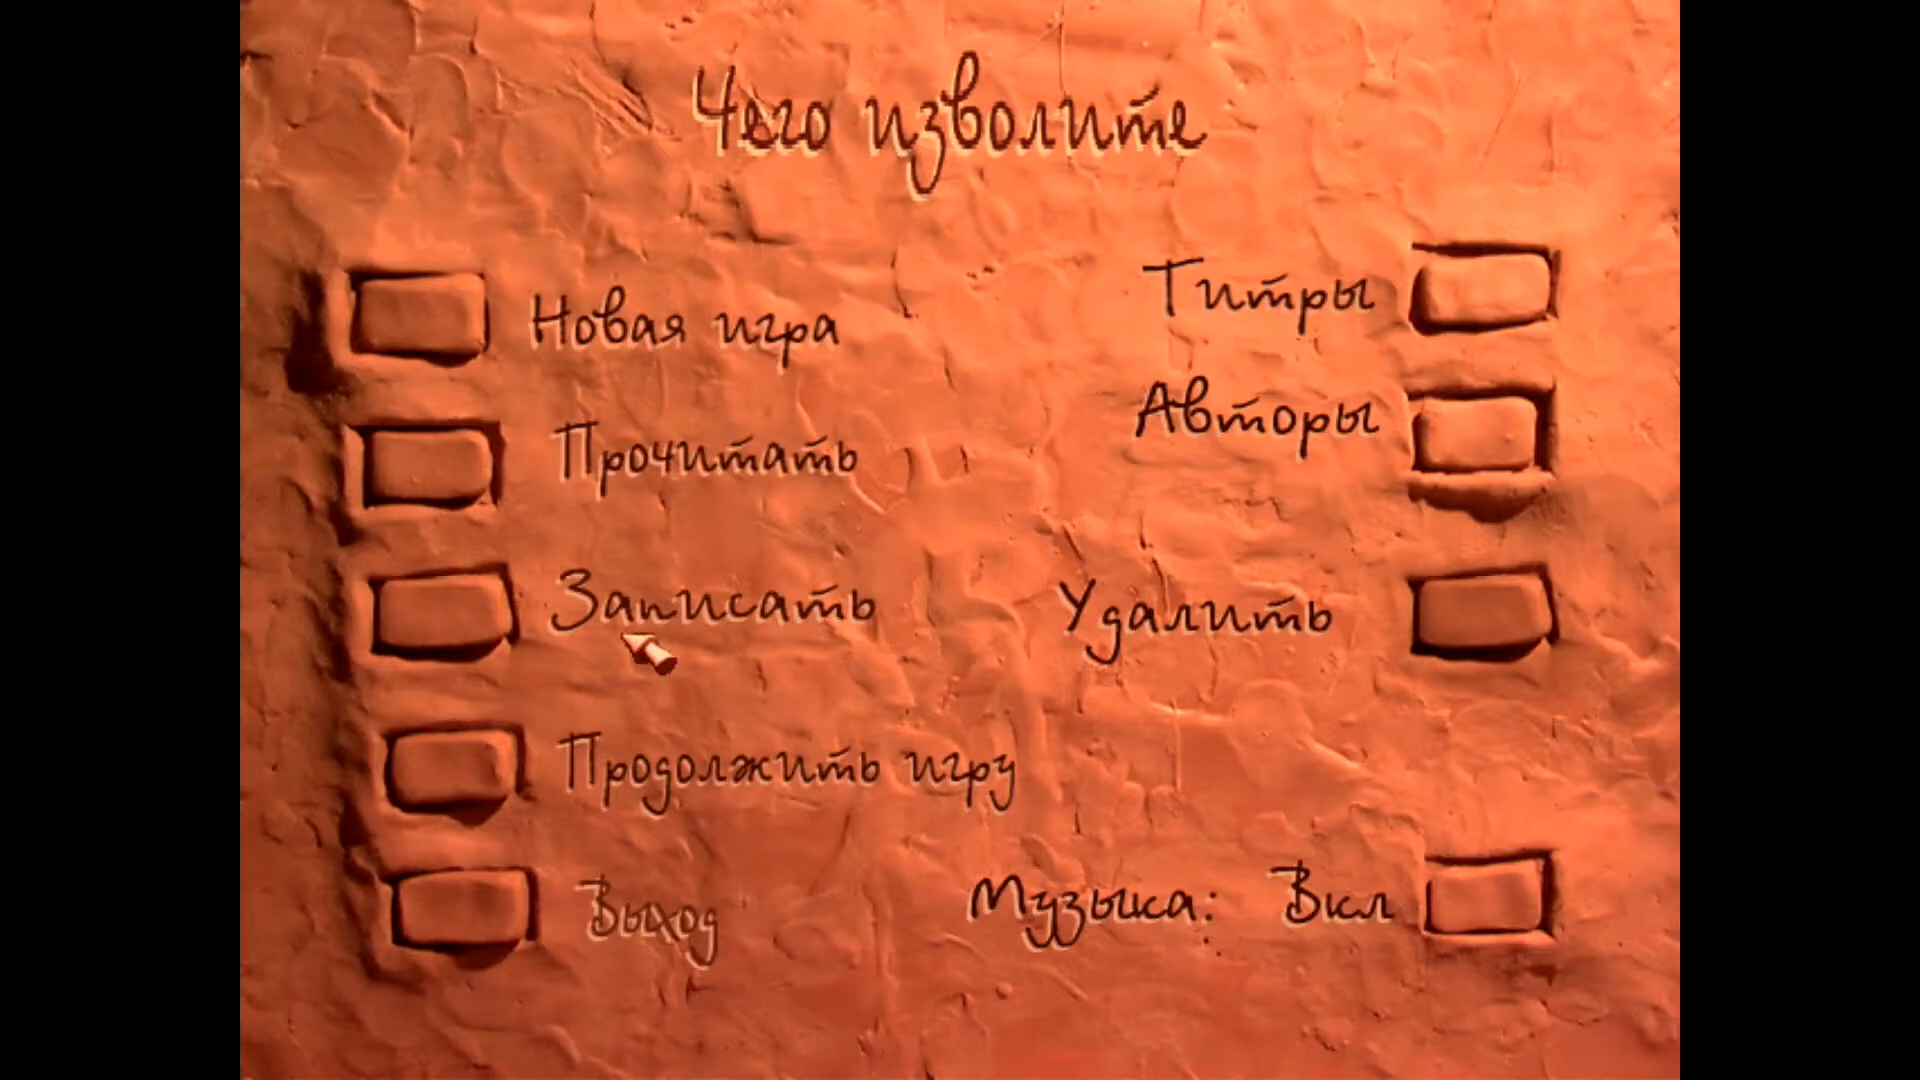 Чего изволите
Новая игра
Титры
Прочитать
Авторы
Записать
Удалить
Продолжить игру
Выход
Музыка: Вкл